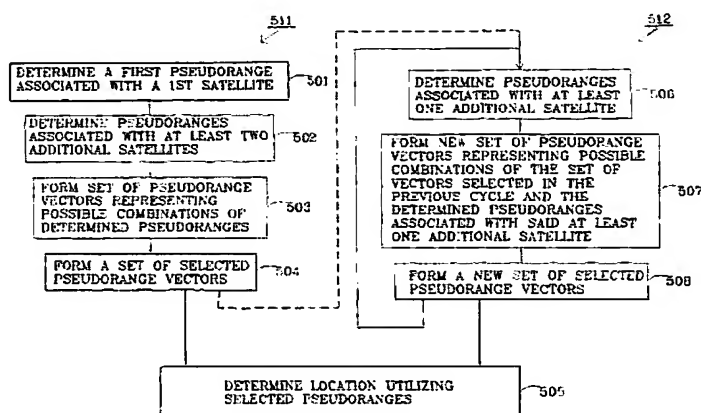 511
DETERMINE A FIRST PSEUDORANGE
ASSOCIATED WITH A 1ST SATELLITE
501
DETERMINE PSEUDORANGES
ASSOCIATED WITH AT LEAST TWO
ADDITIONAL SATELLITES
502
FORM SET OF PSEUDORANGE
VECTORS REPRESENTING
POSSIBLE COMBINATIONS OF
DETERMINED PSEUDORANGES
503
FORM A SET OF SELECTED
PSEUDORANGE VECTORS
504
512
DETERMINE PSEUDORANGES
ASSOCIATED WITH AT LEAST
ONE ADDITIONAL SATELLITE
506
FORM NEW SET OF PSEUDORANGE
VECTORS REPRESENTING POSSIBLE
COMBINATIONS OF THE SET OF
VECTORS SELECTED IN THE
PREVIOUS CYCLE AND THE
DETERMINED PSEUDORANGES
ASSOCIATED WITH SAID AT LEAST
ONE ADDITIONAL SATELLITE
507
FORM A NEW SET OF SELECTED
PSEUDORANGE VECTORS
508
DETERMINE LOCATION UTILIZING
SELECTED PSEUDORANGES
505